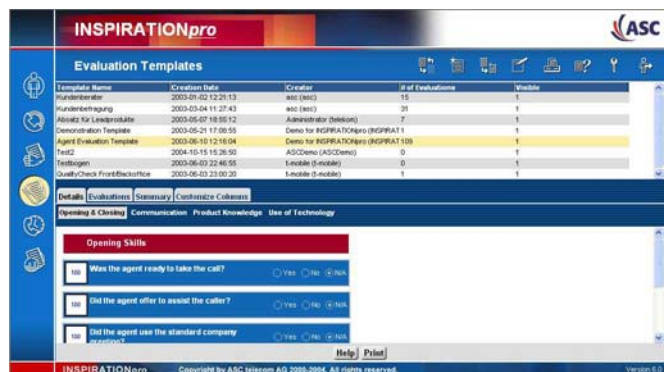 INSPIRATIONpro
ASC
Evaluation Templates
Template Name Creation Date Creator # of Evaluations Visible
Kundenberater 2003-01-02 12:21:13 asc (asc) 15 1
Kundenbefragung 2003-03-04 11:27:43 asc (asc) 31 1
Absatz für Leadprodukte 2003-05-07 18:55:12 Administrator (telekom) 7 1
Demonstration Template 2003-05-21 17:08:55 Demo for INSPIRATIONpro (INSPIRAT 1 1
Agent Evaluation Template 2003-06-10 12:16:04 Demo for INSPIRATIONpro (INSPIRAT 109 1
Test2 2004-10-15 15:26:50 ASCDemo (ASCDemo) 0 1
Testbogen 2003-06-03 22:46:55 t-mobile (t-mobile) 0 1
QualityCheck Front/Backoffice 2003-06-03 23:00:20 t-mobile (t-mobile) 1 1
Details Evaluations Summary Customize Columns
Opening & Closing Communication Product Knowledge Use of Technology
Opening Skills
100 Was the agent ready to take the call? Yes No N/A
100 Did the agent offer to assist the caller? Yes No N/A
100 Did the agent use the standard company Yes No N/A
greeting?
Help Print
INSPIRATIONpro Copyright by ASC telecom AG 2000-2004. All rights reserved. Version 6.0